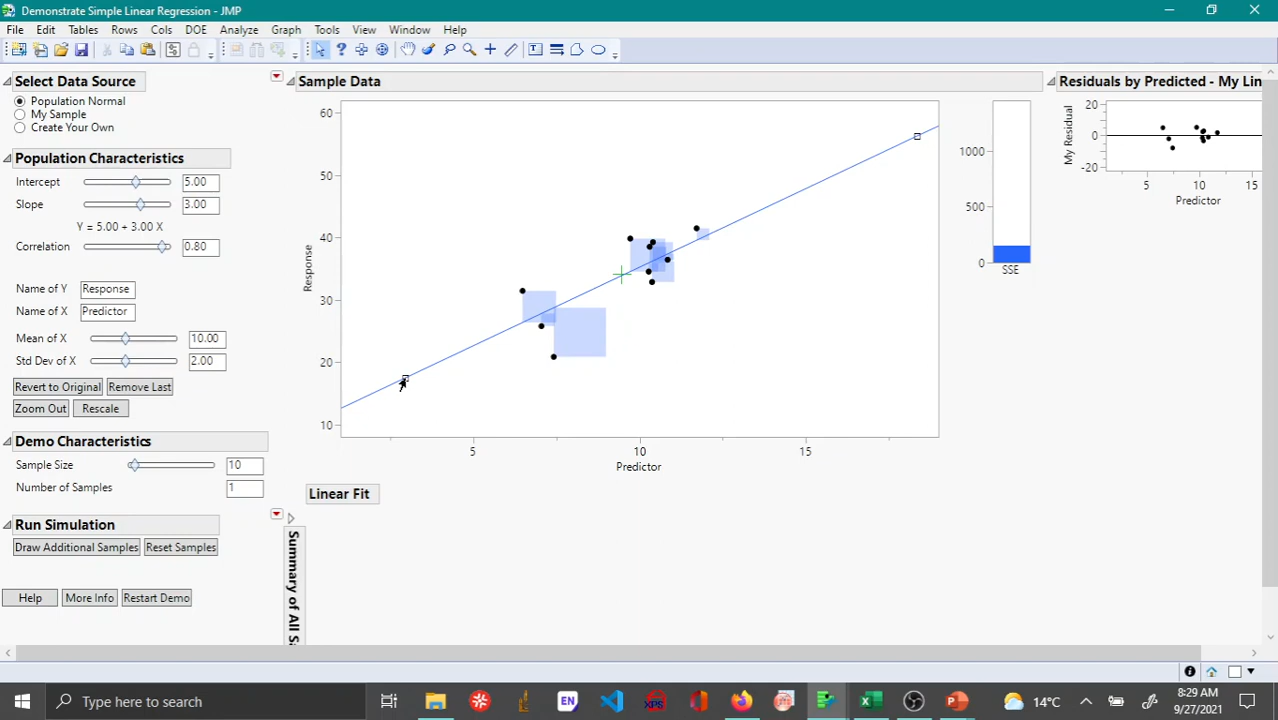 Demonstrate Simple Linear Regression - JMP
File Edit Tables Rows Cols DOE Analyze Graph Tools View Window Help
Select Data Source
Population Normal
My Sample
Create Your Own
Population Characteristics
Intercept 5.00
Slope 3.00
Y = 5.00 + 3.00 X
Correlation 0.80
Name of Y Response
Name of X Predictor
Mean of X 10.00
Std Dev of X 2.00
Revert to Original Remove Last
Zoom Out Rescale
Demo Characteristics
Sample Size 10
Number of Samples 1
Run Simulation
Draw Additional Samples Reset Samples
Help More Info Restart Demo
Sample Data
60
50
40
30
20
10
Response
5 10 15
Predictor
1000
500
0
SSE
Linear Fit
Summary of All S
Residuals by Predicted - My Lin
20
0
-20
My Residual
5 10 15
Predictor
Type here to search
EN
XPS
14°C
8:29 AM
9/27/2021